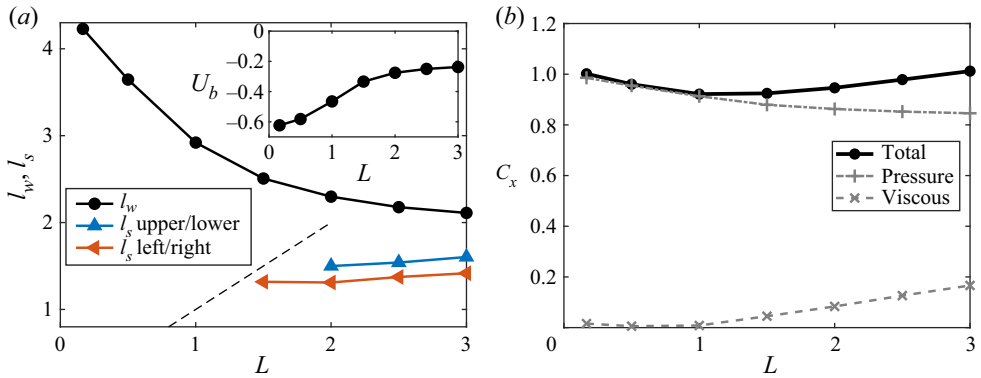 (a)
4
3
2
1
l_w, l_s
0
1
2
3
L
0
−0.2
−0.4
−0.6
U_b
0
1
2
3
L
l_w
l_s upper/lower
l_s left/right
(b)
1.2
1.0
0.8
0.6
0.4
0.2
0
C_x
1
2
3
L
Total
Pressure
Viscous